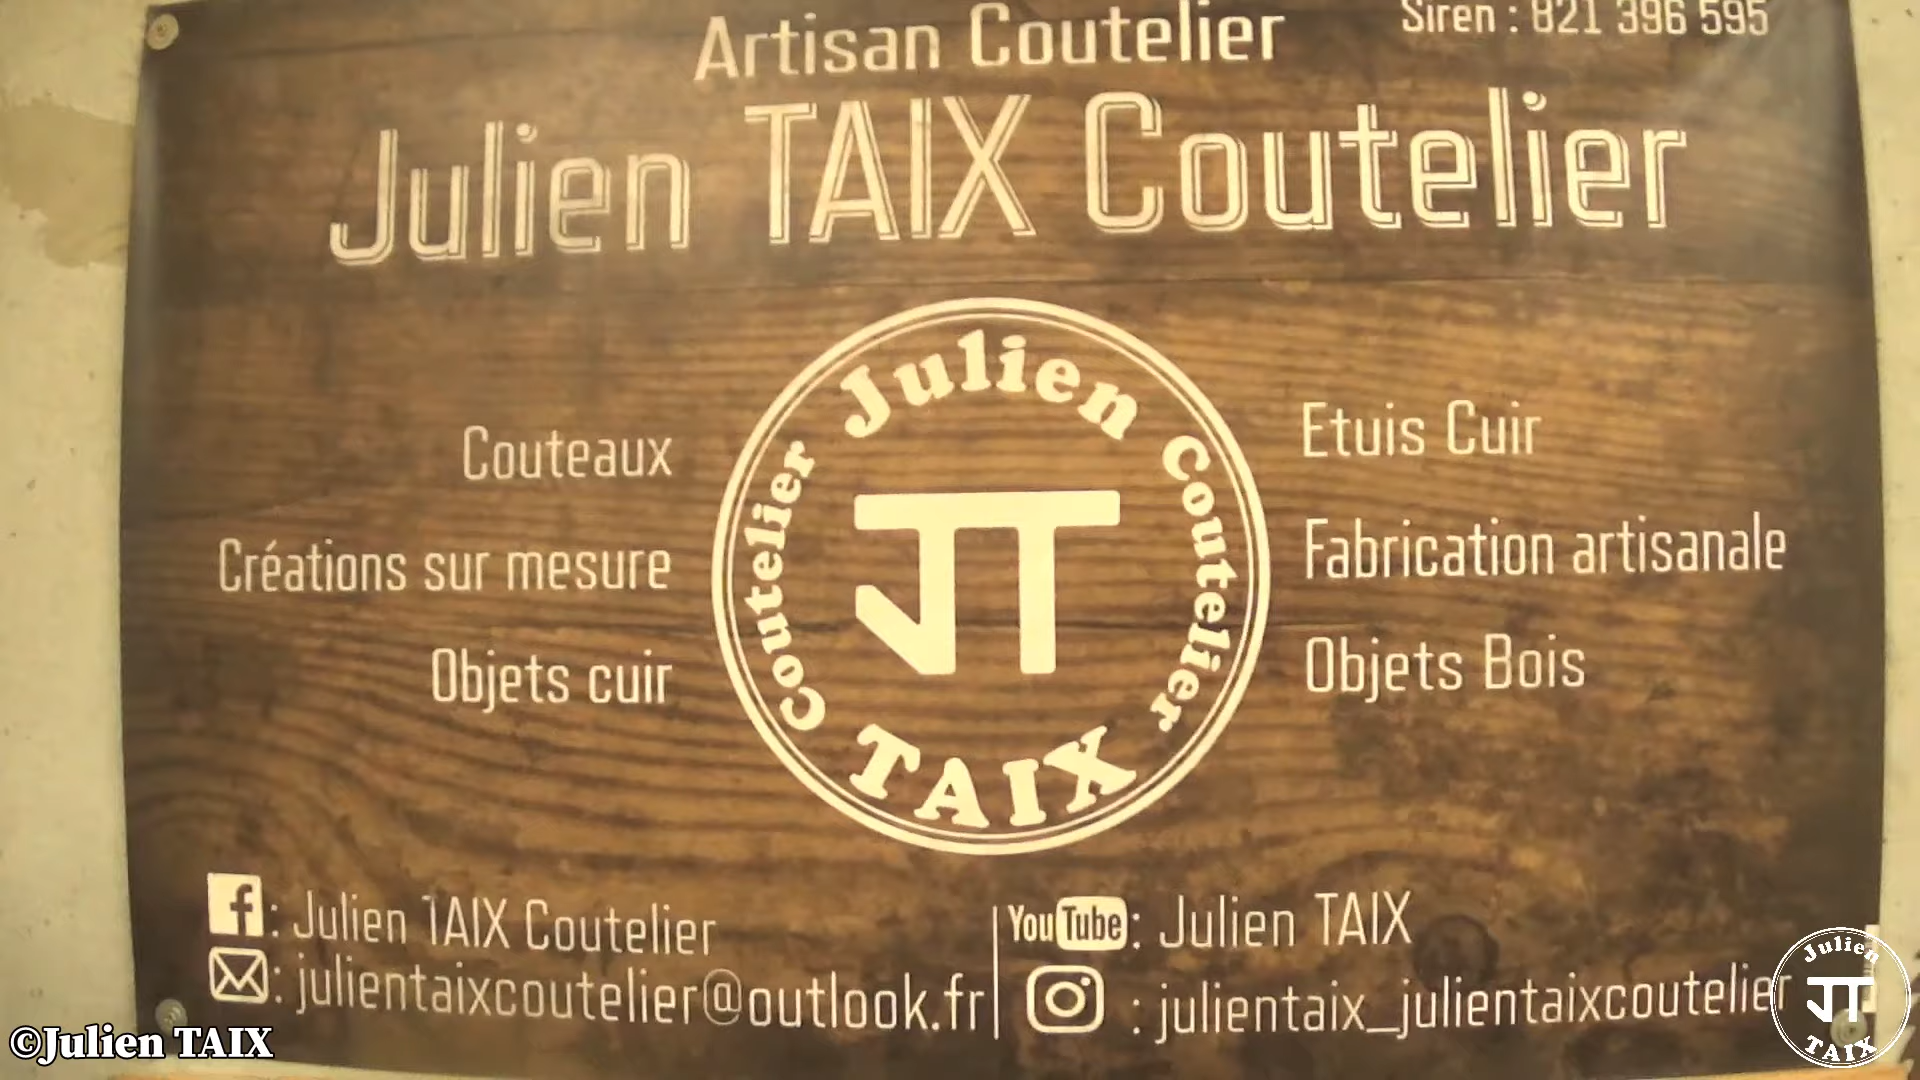 Artisan Coutelier
Siren : 821 396 595
Julien TAIX Coutelier
Julien
Coutelier
Coutelier
JT
TAIX
Couteaux
Créations sur mesure
Objets cuir
Etuis Cuir
Fabrication artisanale
Objets Bois
f : Julien TAIX Coutelier
: julientaixcoutelier@outlook.fr
YouTube : Julien TAIX
: julientaix_julientaixcoutelier
©Julien TAIX
Julien
JT
TAIX